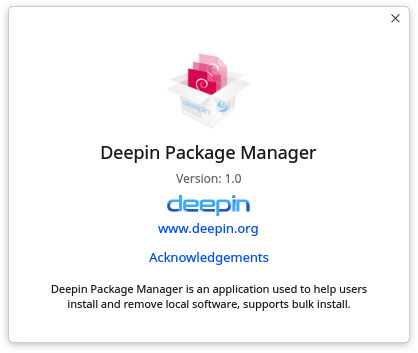 deepin
Deepin Package Manager
Version: 1.0
deepin
www.deepin.org
Acknowledgements
Deepin Package Manager is an application used to help users
install and remove local software, supports bulk install.